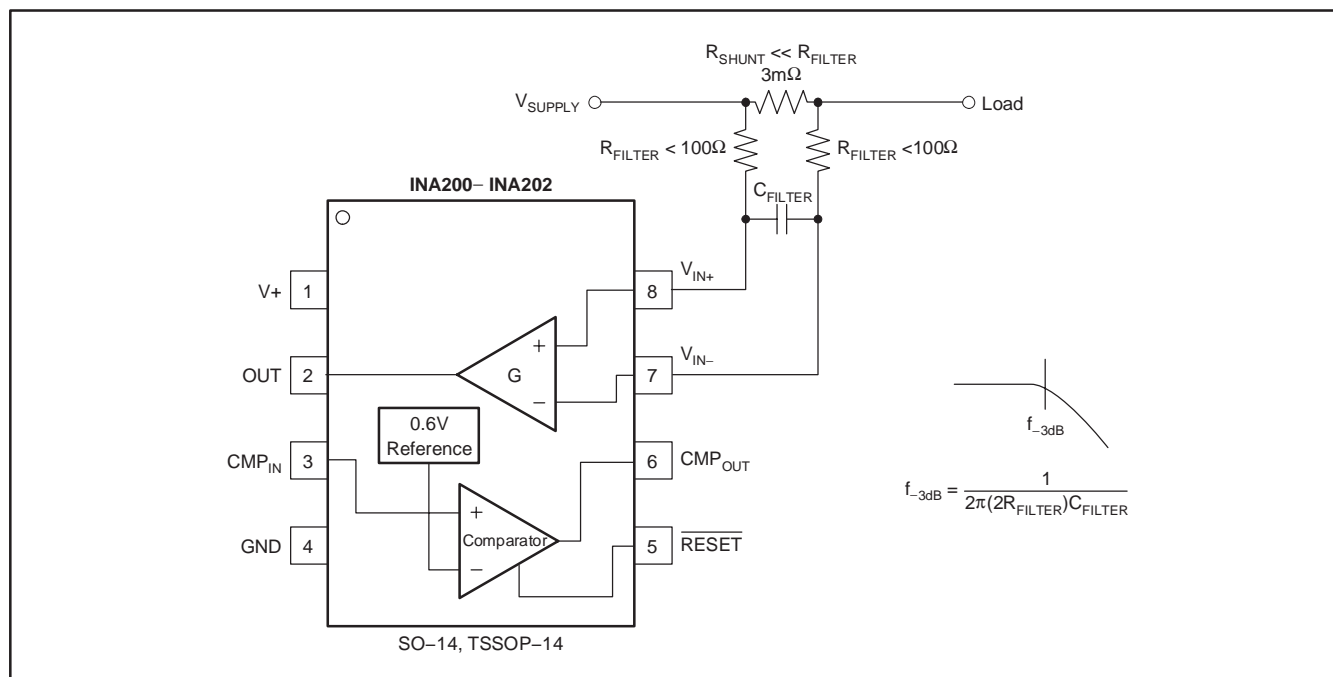 R_SHUNT << R_FILTER
3mΩ
V_SUPPLY
Load
R_FILTER < 100Ω
R_FILTER <100Ω
C_FILTER
INA200– INA202
V+
1
OUT
2
CMP_IN
3
GND
4
8
V_IN+
7
V_IN–
6
CMP_OUT
5
RESET
+
G
–
0.6V
Reference
+
Comparator
–
SO–14, TSSOP–14
f_–3dB
f_–3dB = 1 / 2π(2R_FILTER)C_FILTER